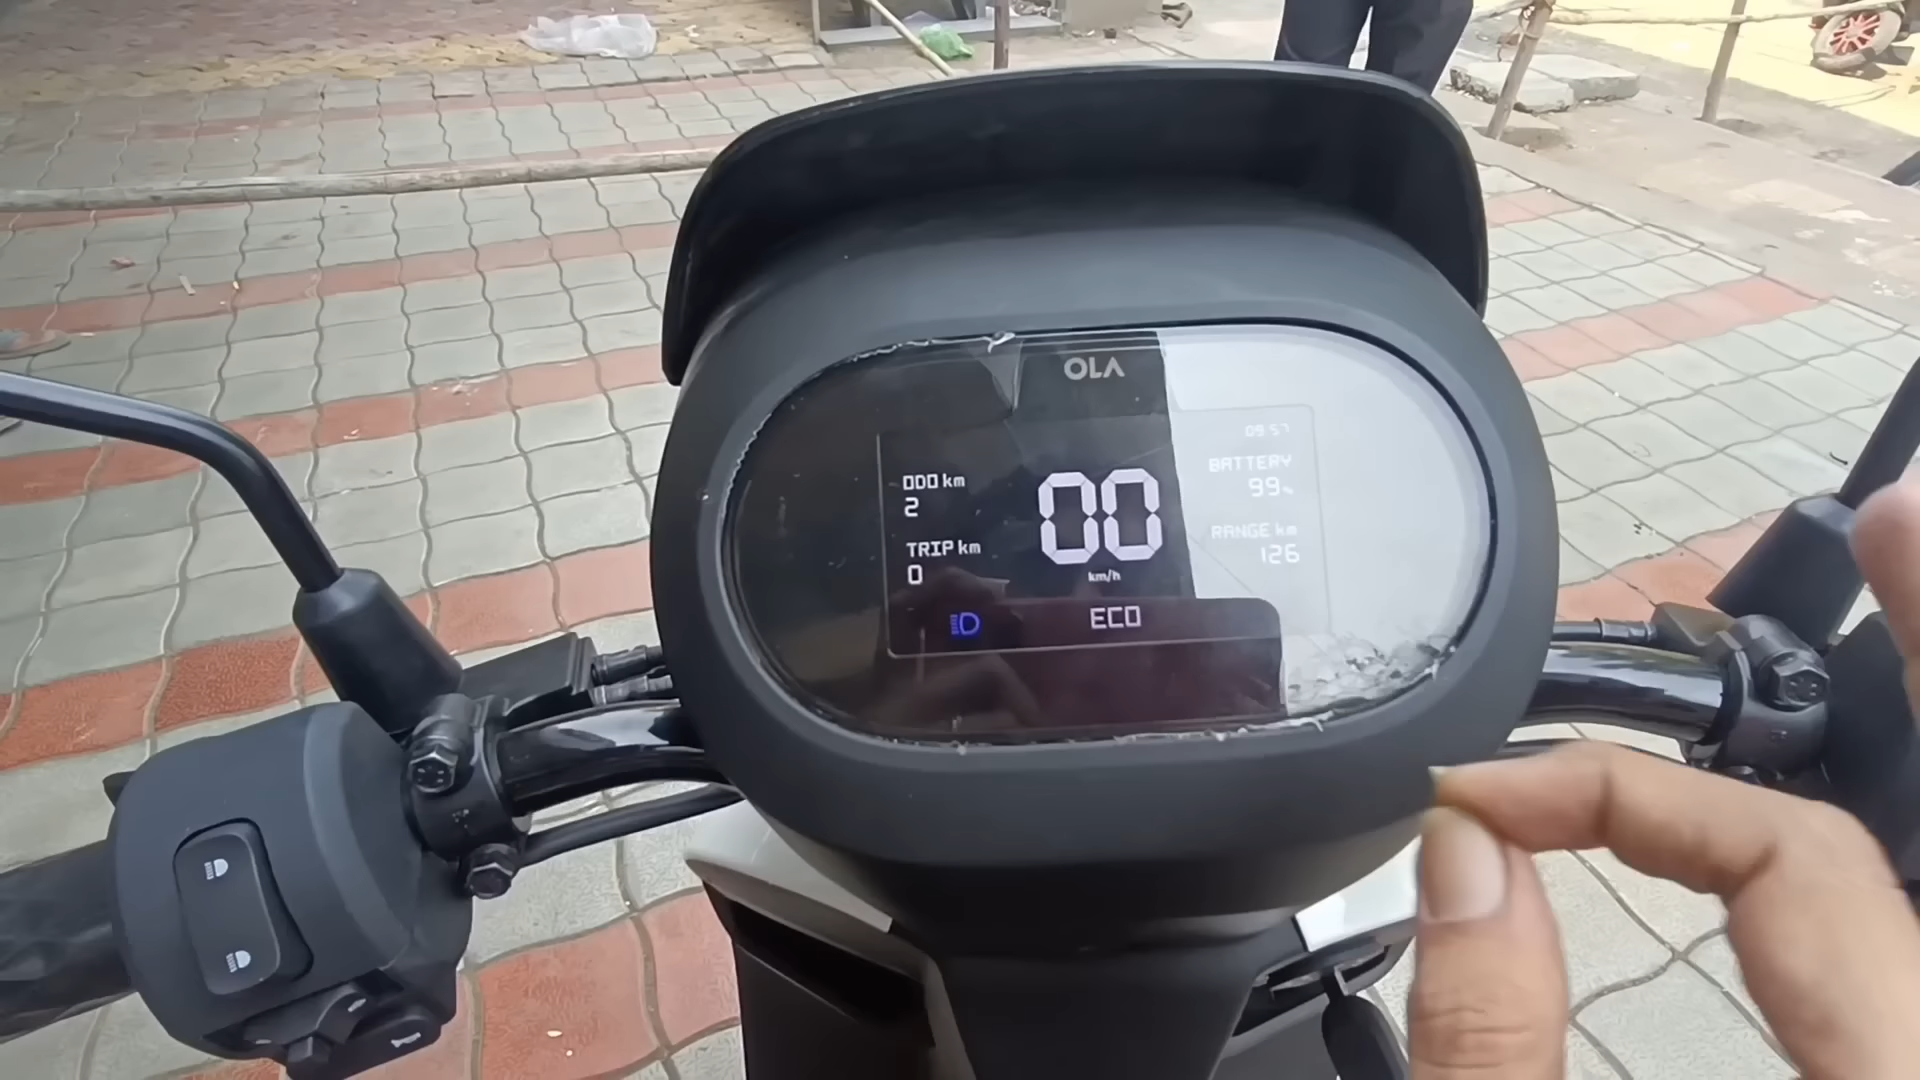 OLA
09:57
ODO km
2
TRIP km
0
00
km/h
BATTERY
99%
RANGE km
126
ECO